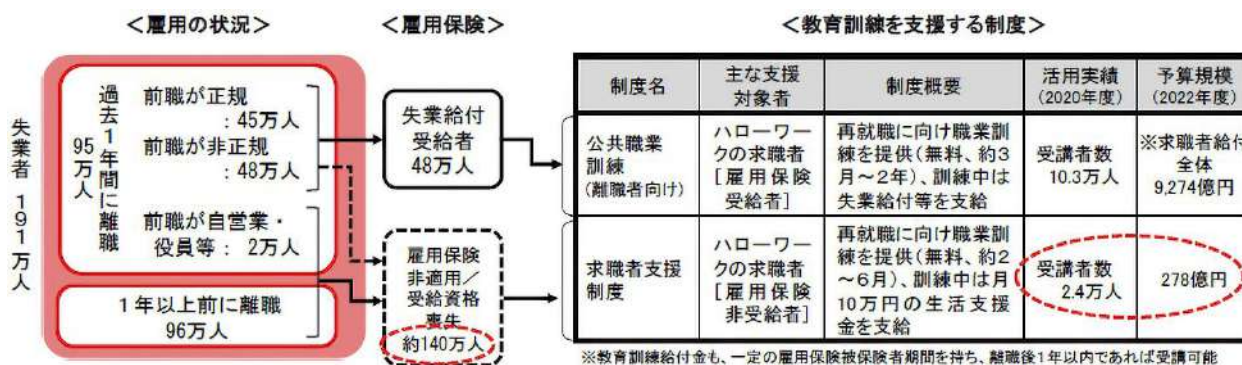 ＜雇用の状況＞
＜雇用保険＞
＜教育訓練を支援する制度＞
失業者 191万人
過去1年間に離職
95万人
前職が正規
：45万人
前職が非正規
：48万人
前職が自営業・
役員等： 2万人
1年以上前に離職
96万人
失業給付
受給者
48万人
雇用保険
非適用／
受給資格
喪失
約140万人
制度名
主な支援
対象者
制度概要
活用実績
(2020年度)
予算規模
(2022年度)
公共職業
訓練
(離職者向け)
ハローワー
クの求職者
[雇用保険
受給者]
再就職に向け職業訓
練を提供(無料、約3
月～2年)、訓練中は
失業給付等を支給
受講者数
10.3万人
※求職者給付
全体
9,274億円
求職者支援
制度
ハローワー
クの求職者
[雇用保険
非受給者]
再就職に向け職業訓
練を提供(無料、約2
～6月)、訓練中は月
10万円の生活支援
金を支給
受講者数
2.4万人
278億円
※教育訓練給付金も、一定の雇用保険被保険者期間を持ち、離職後1年以内であれば受講可能